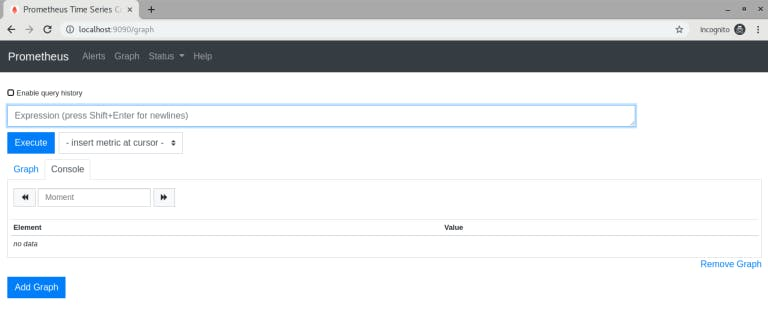 Prometheus Time Series C
localhost:9090/graph
Incognito
Prometheus Alerts Graph Status Help
Enable query history
Expression (press Shift+Enter for newlines)
Execute - insert metric at cursor -
Graph Console
Moment
Element Value
no data
Remove Graph
Add Graph